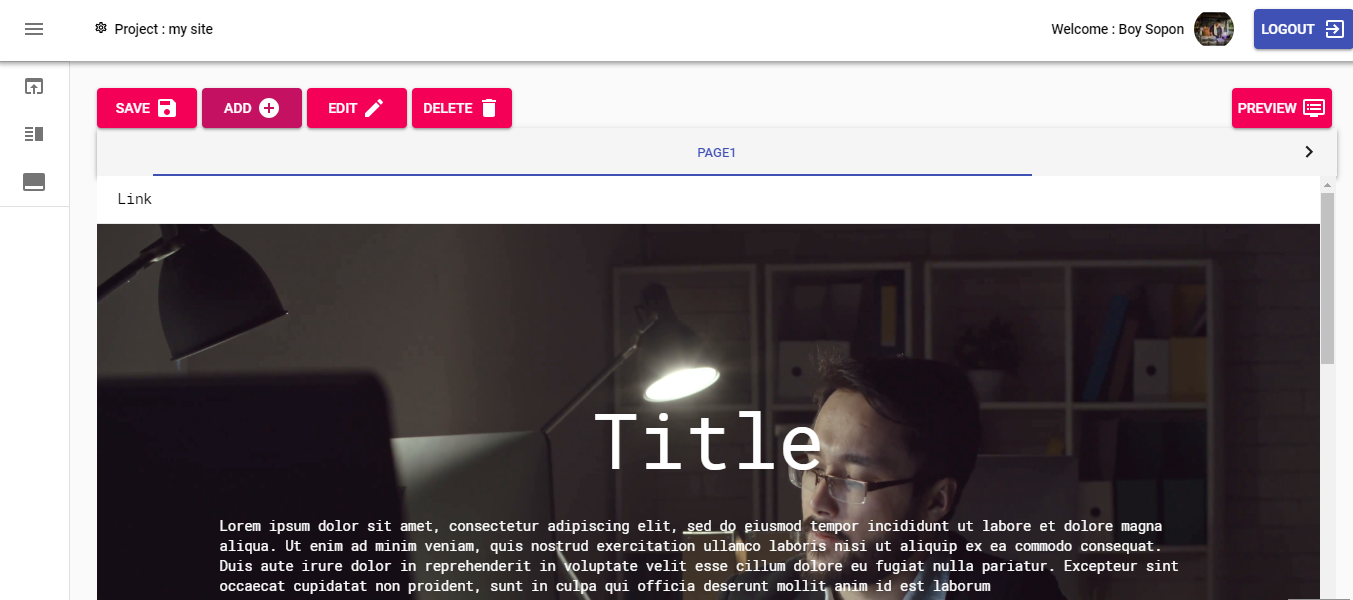 Project : my site
Welcome : Boy Sopon
LOGOUT
SAVE
ADD
EDIT
DELETE
PREVIEW
PAGE1
Link
Title
Lorem ipsum dolor sit amet, consectetur adipiscing elit, sed do eiusmod tempor incididunt ut labore et dolore magna
aliqua. Ut enim ad minim veniam, quis nostrud exercitation ullamco laboris nisi ut aliquip ex ea commodo consequat.
Duis aute irure dolor in reprehenderit in voluptate velit esse cillum dolore eu fugiat nulla pariatur. Excepteur sint
occaecat cupidatat non proident, sunt in culpa qui officia deserunt mollit anim id est laborum